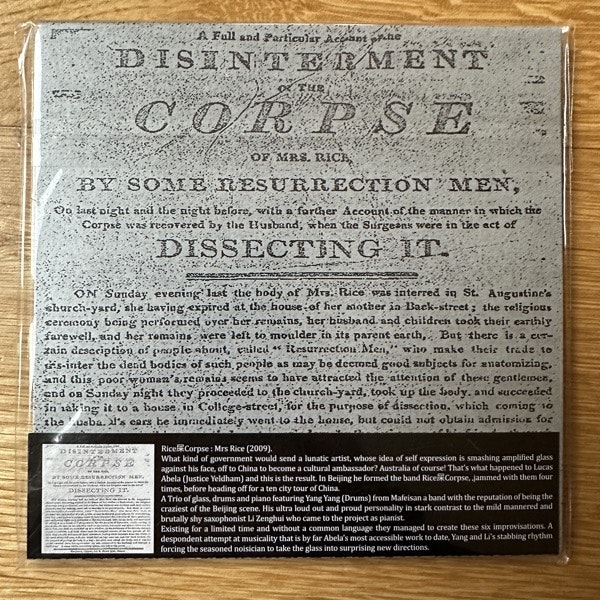 A Full and Particular Account of the
DISINTERMENT
OF THE
CORPSE
OF MRS. RICE,
BY SOME RESURRECTION MEN,
On last night and the night before, with a further Account of the manner in which the
Corpse was recovered by the Husband, when the Surgeons were in the act of
DISSECTING IT.
ON Sunday evening last the body of Mrs. Rice was interred in St. Augustine's
church-yard, she having expired at the house of her mother in Back-street; the religious
ceremony being performed over her remains, her husband and children took their earthly
farewell, and her remains were left to moulder in its parent earth. But there is a cer-
tain description of people about, called "Resurrection Men," who make their trade to
dis-inter the dead bodies of such people as may be deemed good subjects for anatomizing,
and this poor woman's remains seems to have attracted the attention of these gentlemen,
and on Sunday night they proceeded to the church-yard, took up the body, and succeeded
in taking it to a house in College-street, for the purpose of dissection, which coming to
the husba d's ears he immediately went to the house, but could not obtain admission for
DISINTERMENT
CORPSE
OF MRS. RICE,
BY SOME RESURRECTION MEN,
DISSECTING IT.
Rice Corpse : Mrs Rice (2009).
What kind of government would send a lunatic artist, whose idea of self expression is smashing amplified glass
against his face, off to China to become a cultural ambassador? Australia of course! That's what happened to Lucas
Abela (Justice Yeldham) and this is the result. In Beijing he formed the band Rice Corpse, jammed with them four
times, before heading off for a ten city tour of China.
A Trio of glass, drums and piano featuring Yang Yang (Drums) from Mafeisan a band with the reputation of being the
craziest of the Beijing scene. His ultra loud out and proud personality in stark contrast to the mild mannered and
brutally shy saxophonist Li Zenghui who came to the project as pianist.
Existing for a limited time and without a common language they managed to create these six improvisations. A
despondent attempt at musicality that is by far Abela's most accessible work to date, Yang and Li's stabbing rhythm
forcing the seasoned noisician to take the glass into surprising new directions.